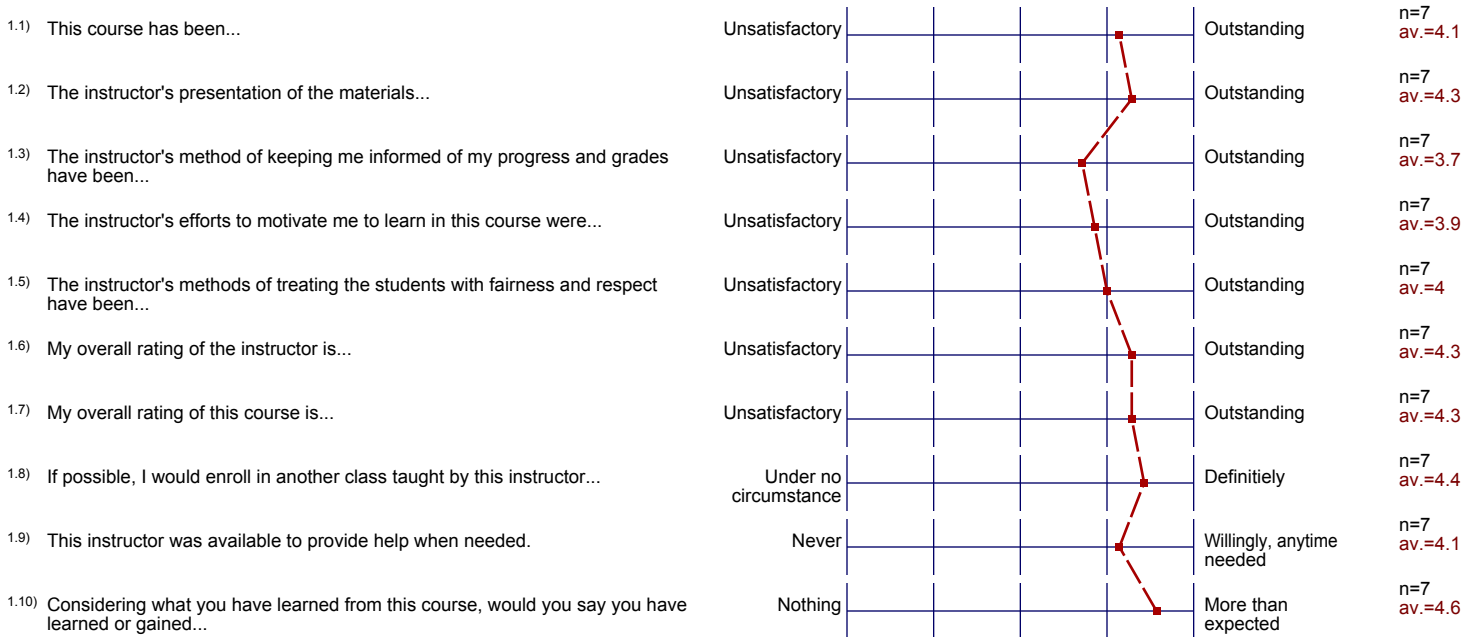 1.1) This course has been... Unsatisfactory Outstanding n=7
av.=4.1
1.2) The instructor's presentation of the materials... Unsatisfactory Outstanding n=7
av.=4.3
1.3) The instructor's method of keeping me informed of my progress and grades Unsatisfactory Outstanding n=7
have been... av.=3.7
1.4) The instructor's efforts to motivate me to learn in this course were... Unsatisfactory Outstanding n=7
av.=3.9
1.5) The instructor's methods of treating the students with fairness and respect Unsatisfactory Outstanding n=7
have been... av.=4
1.6) My overall rating of the instructor is... Unsatisfactory Outstanding n=7
av.=4.3
1.7) My overall rating of this course is... Unsatisfactory Outstanding n=7
av.=4.3
1.8) If possible, I would enroll in another class taught by this instructor... Under no Definitiely n=7
circumstance av.=4.4
1.9) This instructor was available to provide help when needed. Never Willingly, anytime n=7
needed av.=4.1
1.10) Considering what you have learned from this course, would you say you have Nothing More than n=7
learned or gained... expected av.=4.6